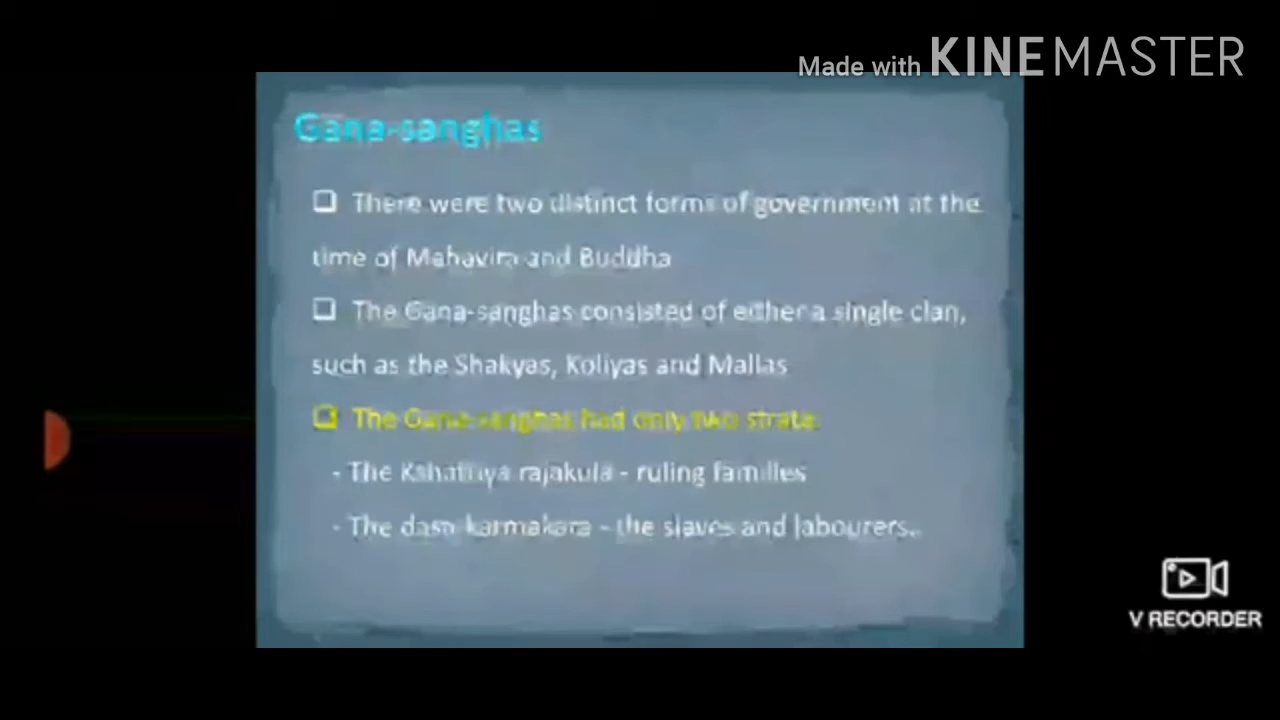 Made with KINEMASTER
Gana-sanghas
❑ There were two distinct forms of government at the
time of Mahavira and Buddha
❑ The Gana-sanghas consisted of either a single clan,
such as the Shakyas, Koliyas and Mallas
❑ The Gana-sanghas had only two strata
- The Kshatriya rajakula - ruling families
- The dasa karmakara - the slaves and labourers.
V RECORDER